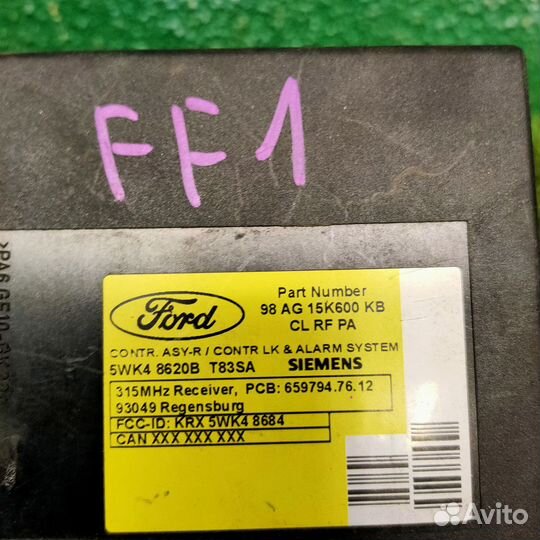 FF1
Ford
Part Number
98 AG 15K600 KB
CL RF PA
CONTR. ASY-R / CONTR LK & ALARM SYSTEM
5WK4 8620B T83SA SIEMENS
315MHz Receiver, PCB: 659794.76.12
93049 Regensburg
FCC-ID: KRX 5WK4 8684
CAN XXX XXX XXX
>PA6 GF10-
Avito